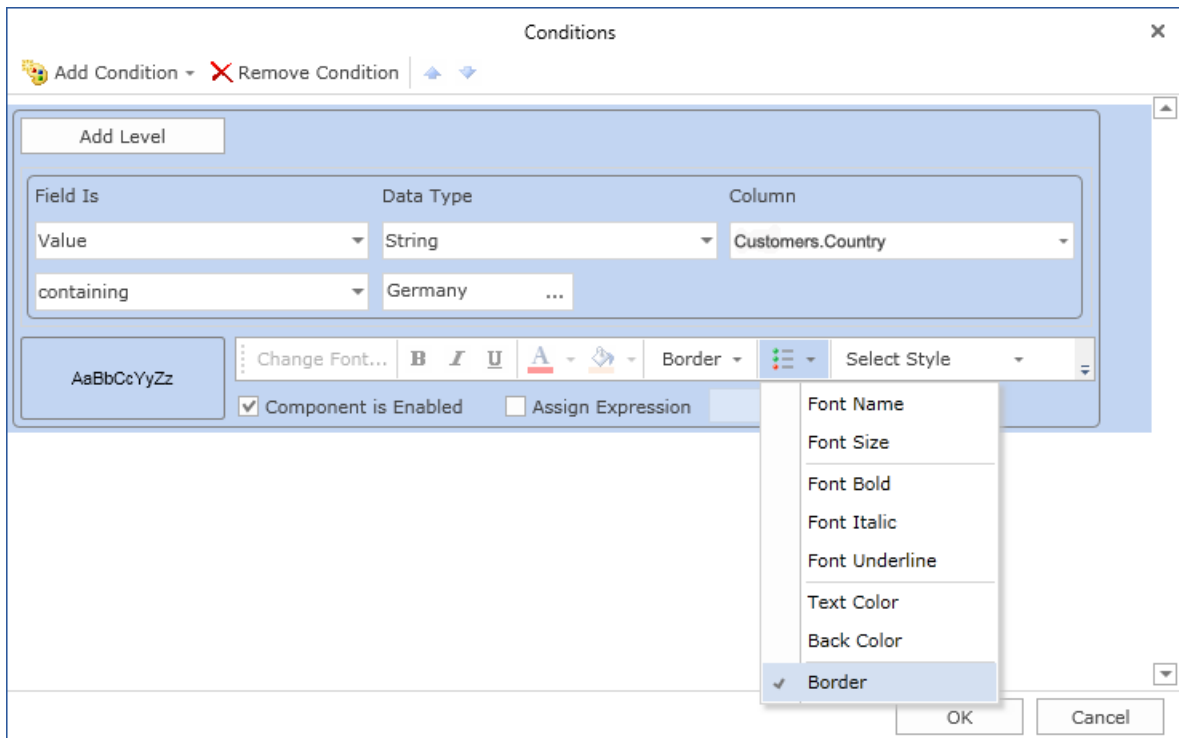 Conditions
Add Condition Remove Condition
Add Level
Field Is Data Type Column
Value String Customers.Country
containing Germany ...
AaBbCcYyZz Change Font... B I U A Border Select Style
Component is Enabled Assign Expression
Font Name
Font Size
Font Bold
Font Italic
Font Underline
Text Color
Back Color
Border
OK Cancel